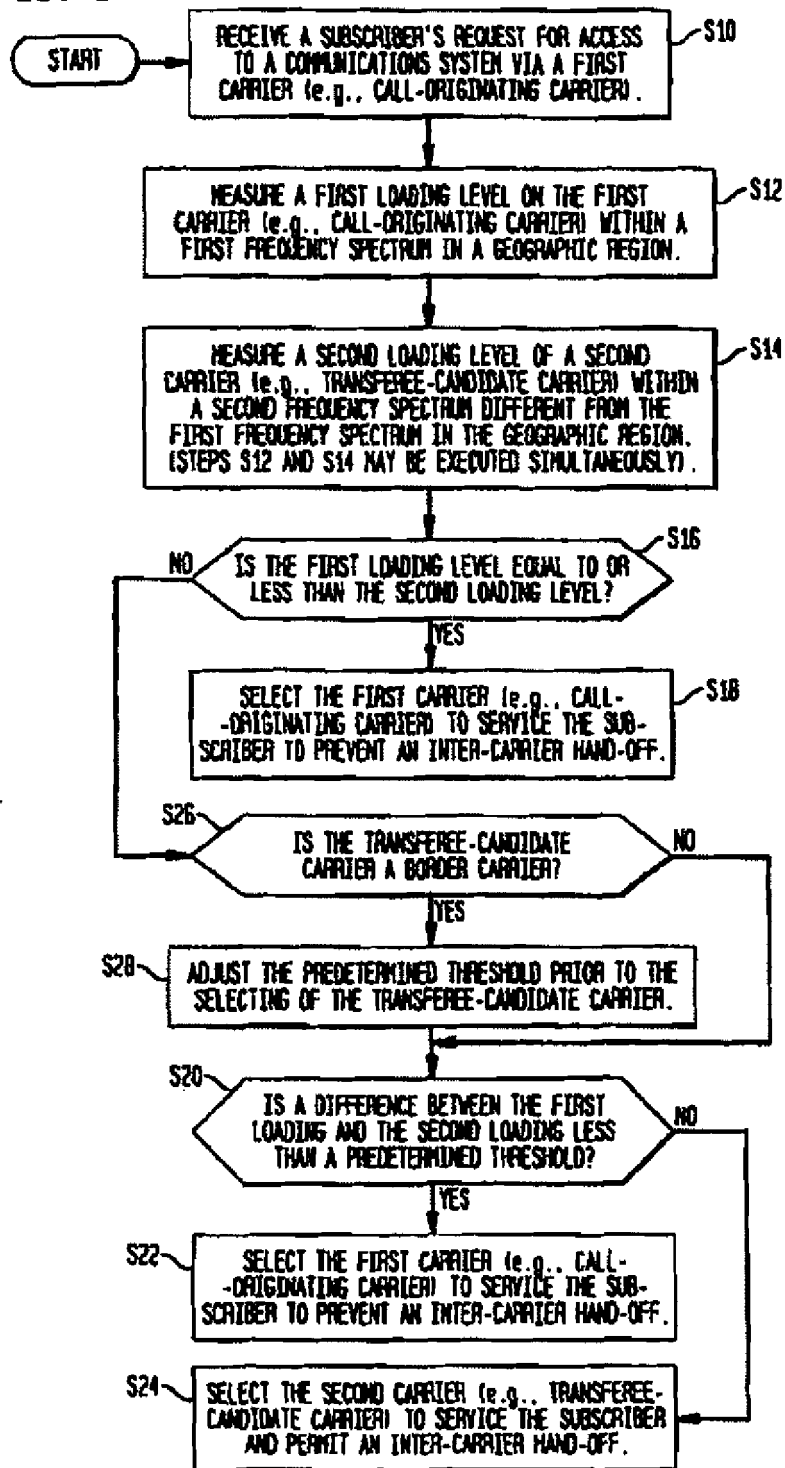 START
RECEIVE A SUBSCRIBER'S REQUEST FOR ACCESS
TO A COMMUNICATIONS SYSTEM VIA A FIRST
CARRIER (e.g., CALL-ORIGINATING CARRIER).
S10
MEASURE A FIRST LOADING LEVEL ON THE FIRST
CARRIER (e.g., CALL-ORIGINATING CARRIER) WITHIN A
FIRST FREQUENCY SPECTRUM IN A GEOGRAPHIC REGION.
S12
MEASURE A SECOND LOADING LEVEL OF A SECOND
CARRIER (e.g., TRANSFEREE-CANDIDATE CARRIER) WITHIN
A SECOND FREQUENCY SPECTRUM DIFFERENT FROM THE
FIRST FREQUENCY SPECTRUM IN THE GEOGRAPHIC REGION.
(STEPS S12 AND S14 MAY BE EXECUTED SIMULTANEOUSLY).
S14
S16
NO
IS THE FIRST LOADING LEVEL EQUAL TO OR
LESS THAN THE SECOND LOADING LEVEL?
YES
SELECT THE FIRST CARRIER (e.g., CALL-
-ORIGINATING CARRIER) TO SERVICE THE SUB-
SCRIBER TO PREVENT AN INTER-CARRIER HAND-OFF.
S18
S26
IS THE TRANSFEREE-CANDIDATE
CARRIER A BORDER CARRIER?
NO
YES
S28
ADJUST THE PREDETERMINED THRESHOLD PRIOR TO THE
SELECTING OF THE TRANSFEREE-CANDIDATE CARRIER.
S20
IS A DIFFERENCE BETWEEN THE FIRST
LOADING AND THE SECOND LOADING LESS
THAN A PREDETERMINED THRESHOLD?
NO
YES
S22
SELECT THE FIRST CARRIER (e.g., CALL-
-ORIGINATING CARRIER) TO SERVICE THE SUB-
SCRIBER TO PREVENT AN INTER-CARRIER HAND-OFF.
S24
SELECT THE SECOND CARRIER (e.g., TRANSFEREE-
CANDIDATE CARRIER) TO SERVICE THE SUBSCRIBER
AND PERMIT AN INTER-CARRIER HAND-OFF.